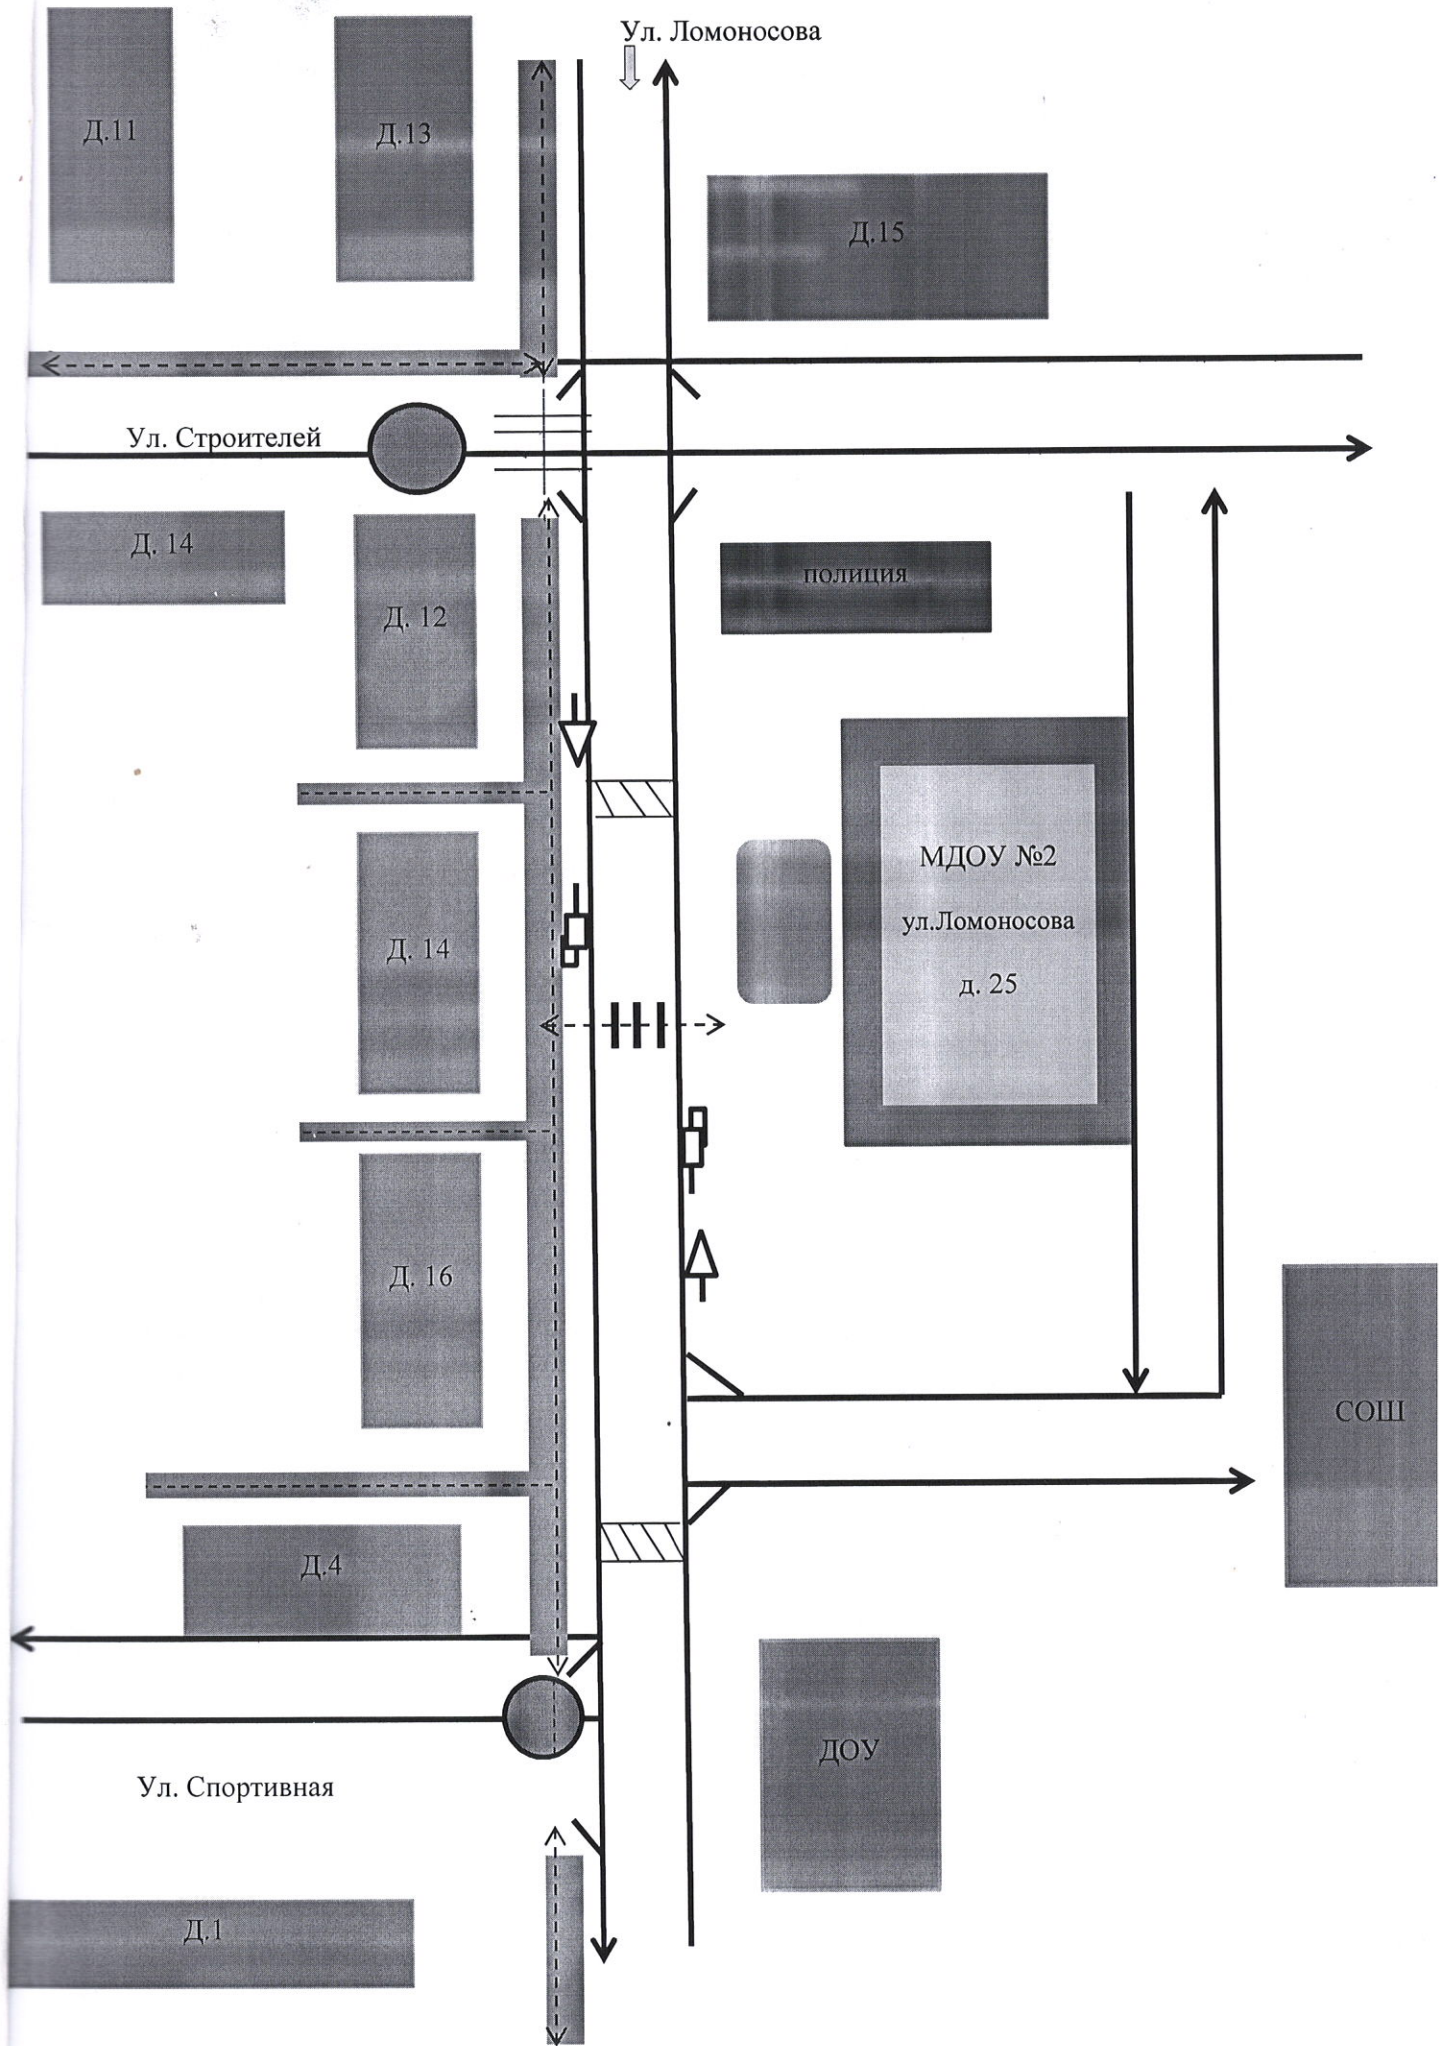 Ул. Ломоносова
Д.11
Д.13
Д.15
Ул. Строителей
Д. 14
Д. 12
полиция
МДОУ №2
ул.Ломоносова
д. 25
Д. 14
Д. 16
СОШ
Д.4
ДОУ
Ул. Спортивная
Д.1